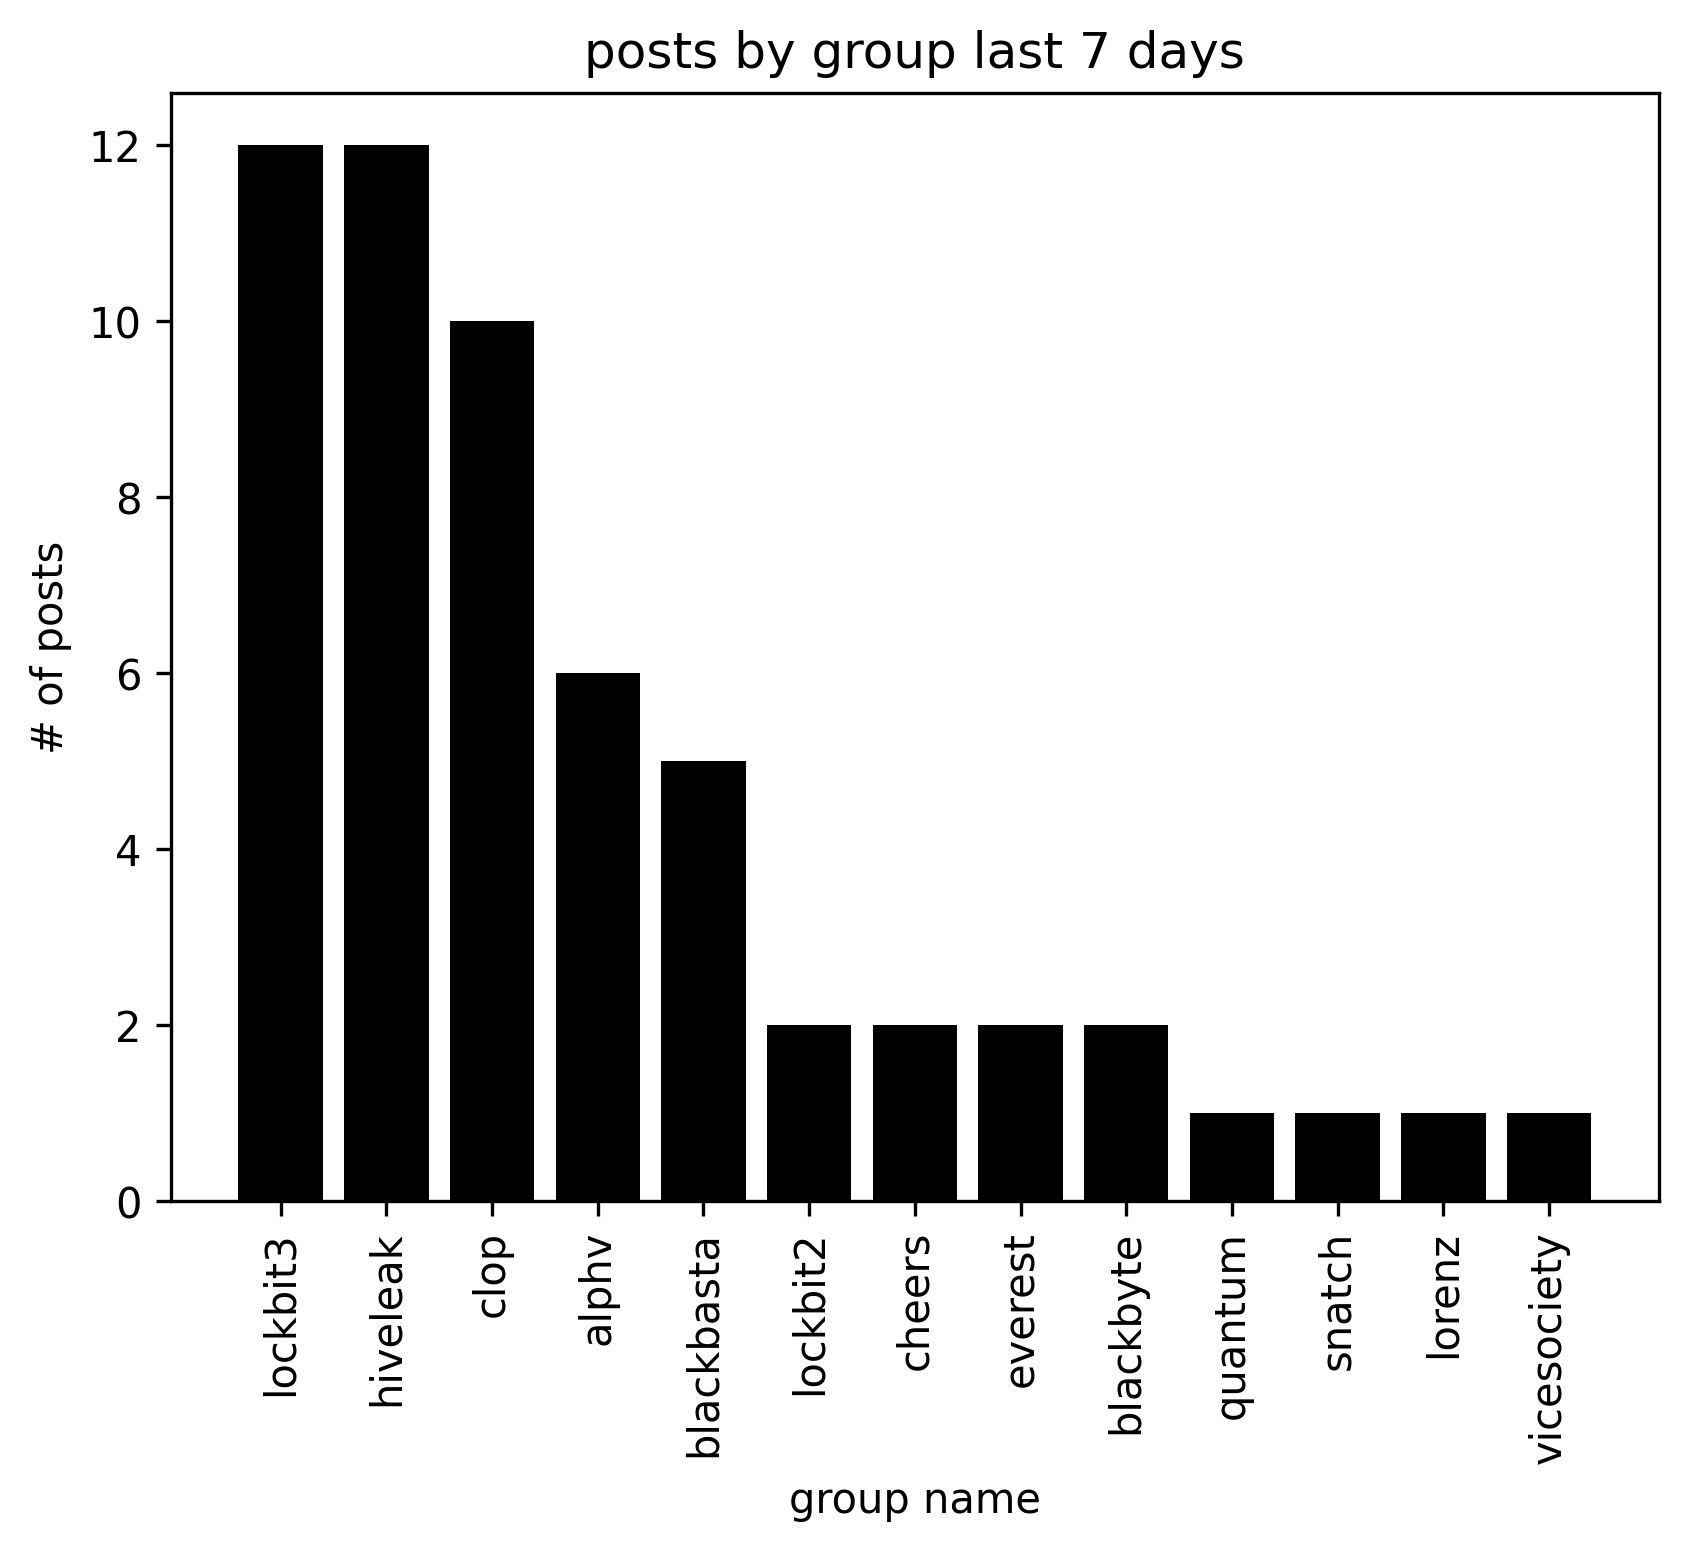 posts by group last 7 days
12
10
8
6
4
2
0
# of posts
lockbit3
hiveleak
clop
alphv
blackbasta
lockbit2
cheers
everest
blackbyte
quantum
snatch
lorenz
vicesociety
group name